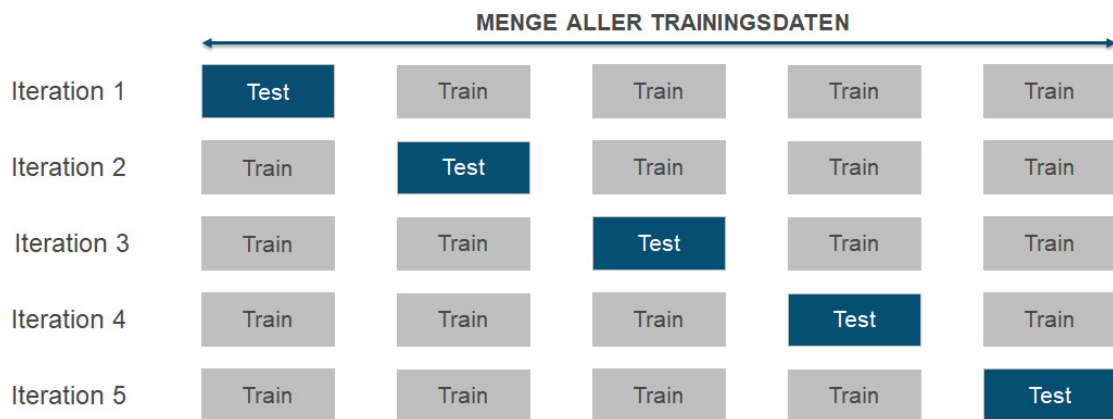 MENGE ALLER TRAININGSDATEN
Iteration 1 Test Train Train Train Train
Iteration 2 Train Test Train Train Train
Iteration 3 Train Train Test Train Train
Iteration 4 Train Train Train Test Train
Iteration 5 Train Train Train Train Test